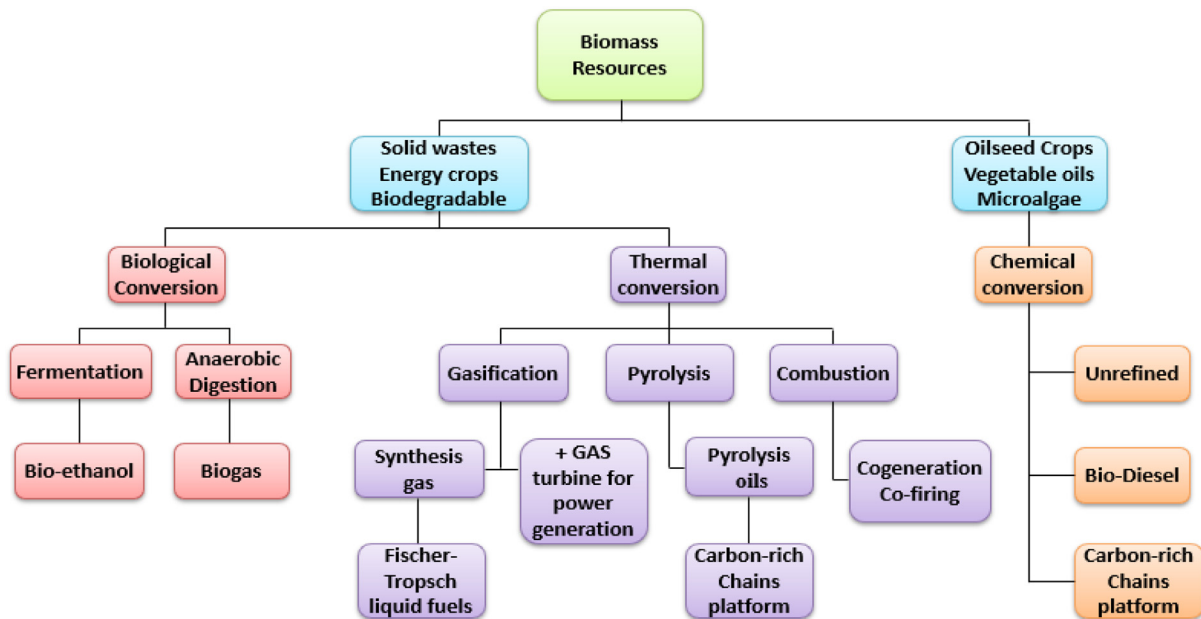 Biomass
Resources
Solid wastes
Energy crops
Biodegradable
Oilseed Crops
Vegetable oils
Microalgae
Biological
Conversion
Thermal
conversion
Chemical
conversion
Fermentation
Anaerobic
Digestion
Gasification
Pyrolysis
Combustion
Unrefined
Bio-ethanol
Biogas
Synthesis
gas
+ GAS
turbine for
power
generation
Pyrolysis
oils
Cogeneration
Co-firing
Bio-Diesel
Fischer-
Tropsch
liquid fuels
Carbon-rich
Chains
platform
Carbon-rich
Chains
platform